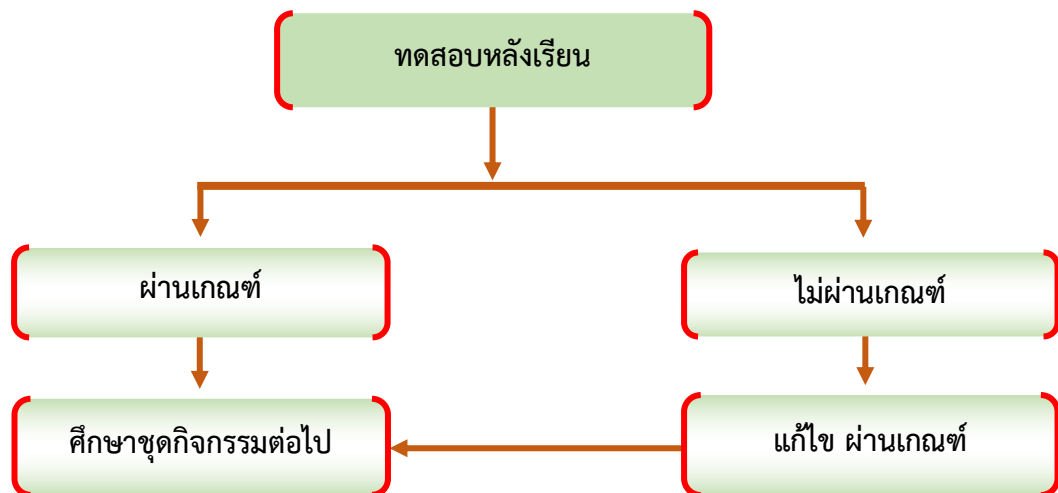 ทดสอบหลังเรียน
ผ่านเกณฑ์
ไม่ผ่านเกณฑ์
ศึกษาชุดกิจกรรมต่อไป
แก้ไข ผ่านเกณฑ์